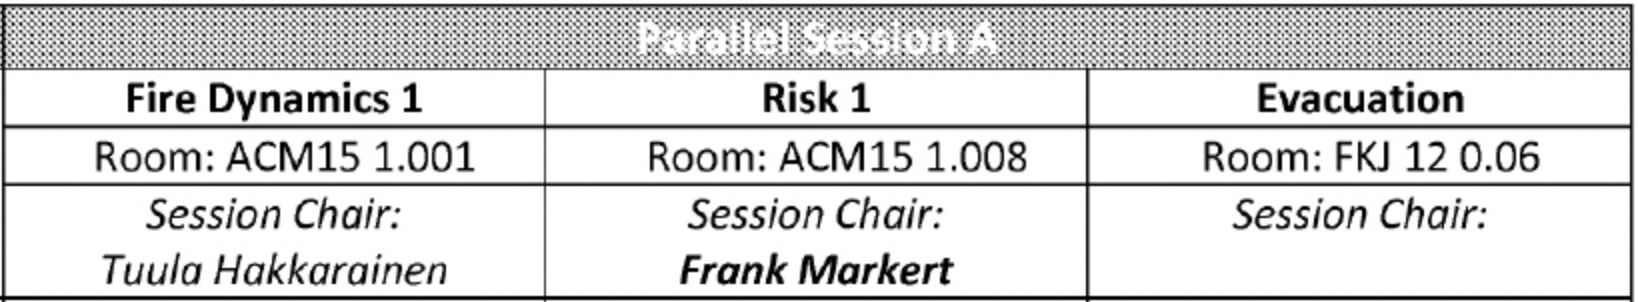 Parallel Session A
Fire Dynamics 1 Risk 1 Evacuation
Room: ACM15 1.001 Room: ACM15 1.008 Room: FKJ 12 0.06
Session Chair: Session Chair: Session Chair:
Tuula Hakkarainen Frank Markert